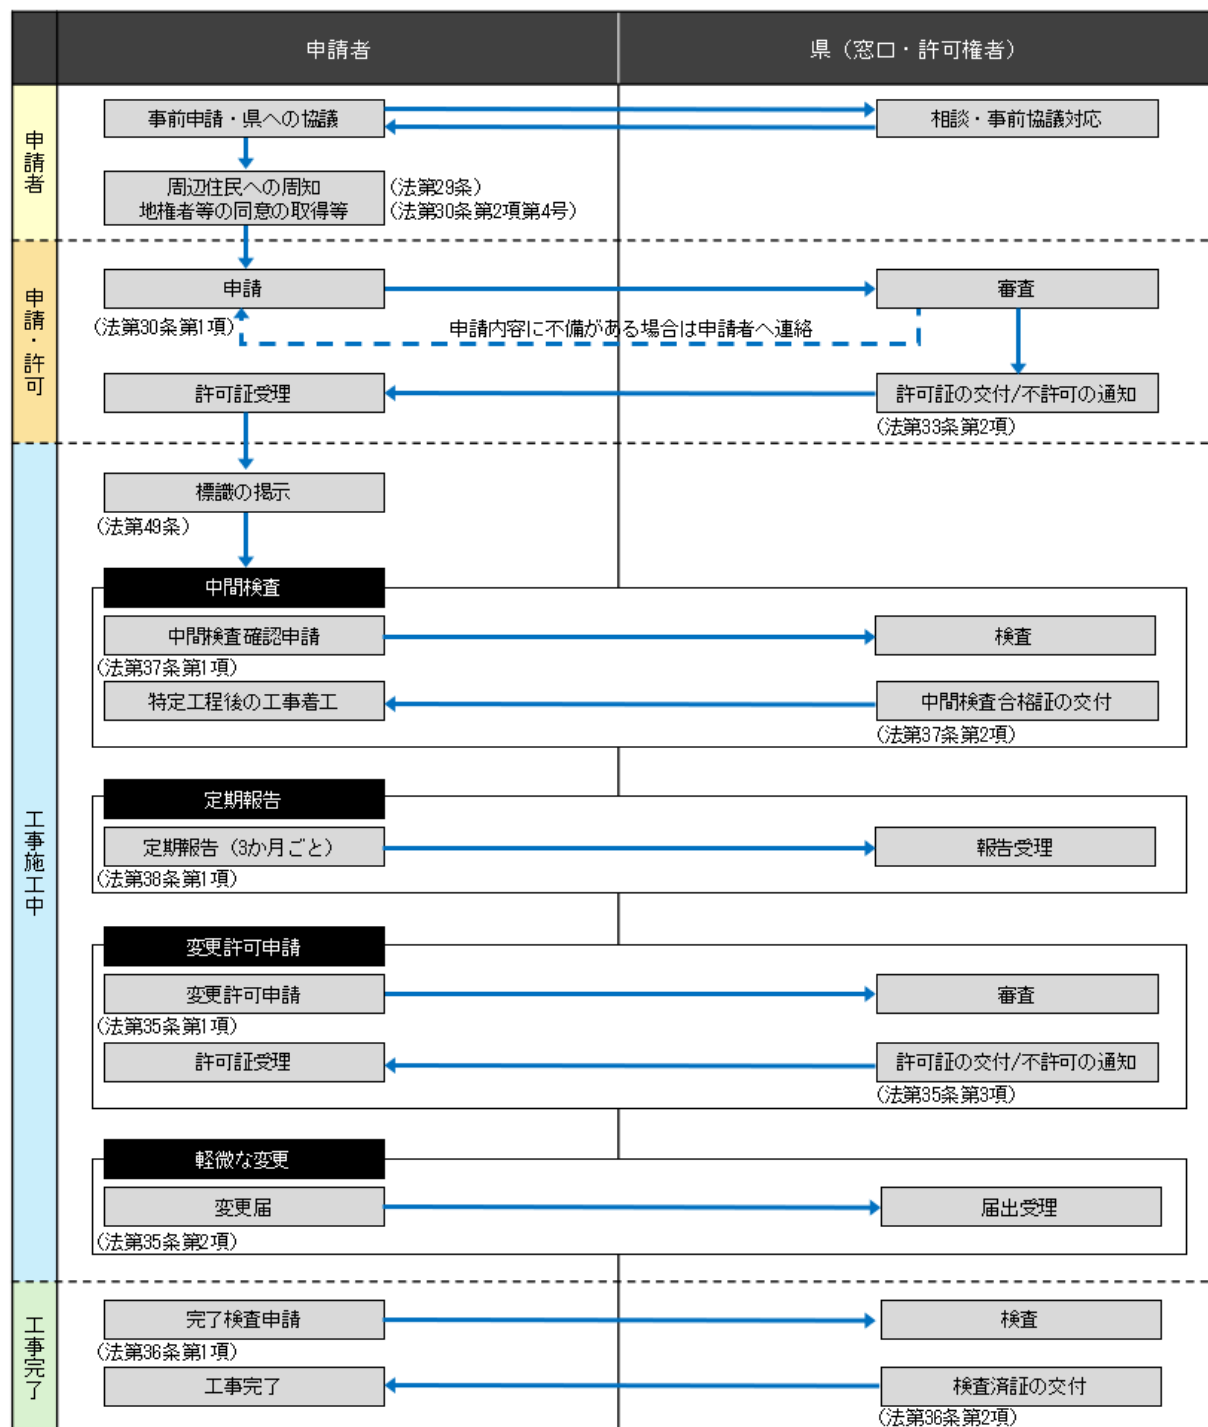 申請者
県（窓口・許可権者）
申請者
事前申請・県への協議
相談・事前協議対応
周辺住民への周知
地権者等の同意の取得等
（法第29条）
（法第30条第2項第4号）
申請・許可
申請
審査
（法第30条第1項）
申請内容に不備がある場合は申請者へ連絡
許可証受理
許可証の交付/不許可の通知
（法第33条第2項）
工事施工中
標識の掲示
（法第49条）
中間検査
中間検査確認申請
検査
（法第37条第1項）
特定工程後の工事着工
中間検査合格証の交付
（法第37条第2項）
定期報告
定期報告（3か月ごと）
報告受理
（法第38条第1項）
変更許可申請
変更許可申請
審査
（法第35条第1項）
許可証受理
許可証の交付/不許可の通知
（法第35条第3項）
軽微な変更
変更届
届出受理
（法第35条第2項）
工事完了
完了検査申請
検査
（法第36条第1項）
工事完了
検査済証の交付
（法第36条第2項）